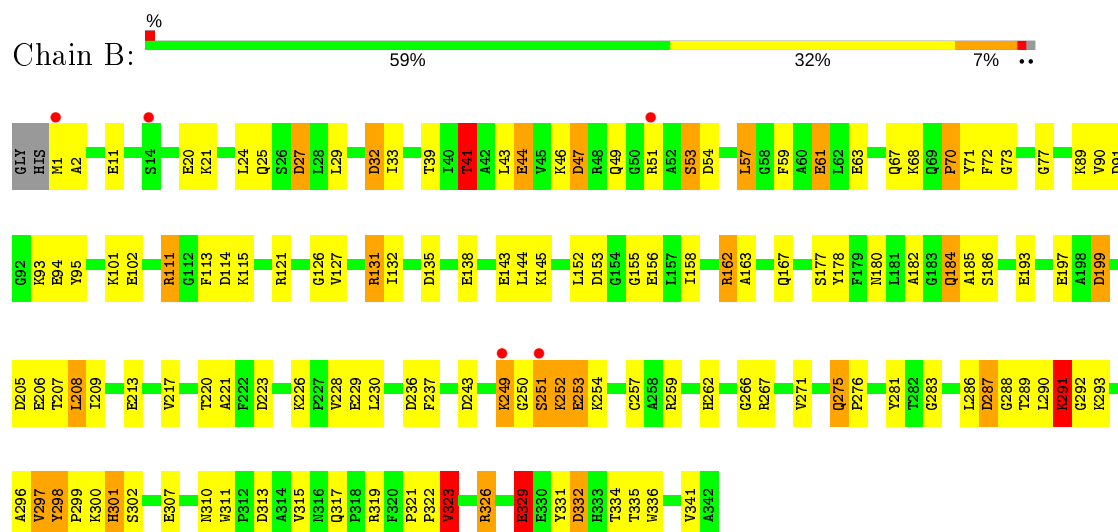 %
Chain B:
59% 32% 7% ••
GLY HIS M1 A2 E11 S14 E20 K21 L24 Q25 S26 D27 L28 L29 D32 I33 T39 I40 T41 A42 L43 E44 V45 K46 D47 R48 Q49 G50 R51 A52 S53 D54 L57 G58 F59 A60 E61 L62 E63 Q67 K68 Q69 P70 Y71 F72 G73 G77 K89 V90 D91
G92 K93 E94 Y95 K101 E102 R111 G112 F113 D114 K115 R121 G126 V127 R131 I132 D135 E138 E143 L144 K145 L152 D153 G154 G155 E156 L157 I158 R162 A163 Q167 S177 Y178 F179 N180 L181 A182 G183 Q184 A185 S186 E193 E197 A198 D199
D205 E206 T207 L208 I209 E213 V217 T220 A221 F222 D223 K226 P227 V228 E229 L230 D236 F237 D243 K249 G250 S251 K252 E253 K254 C257 A258 R259 H262 G266 R267 V271 Q275 P276 Y281 T282 G283 L286 D287 G288 T289 L290 K291 G292 K293
A296 V297 Y298 P299 K300 H301 S302 E307 N310 W311 P312 D313 A314 V315 N316 Q317 P318 R319 F320 P321 P322 V323 R326 E329 E330 Y331 D332 H333 T334 T335 W336 V341 A342